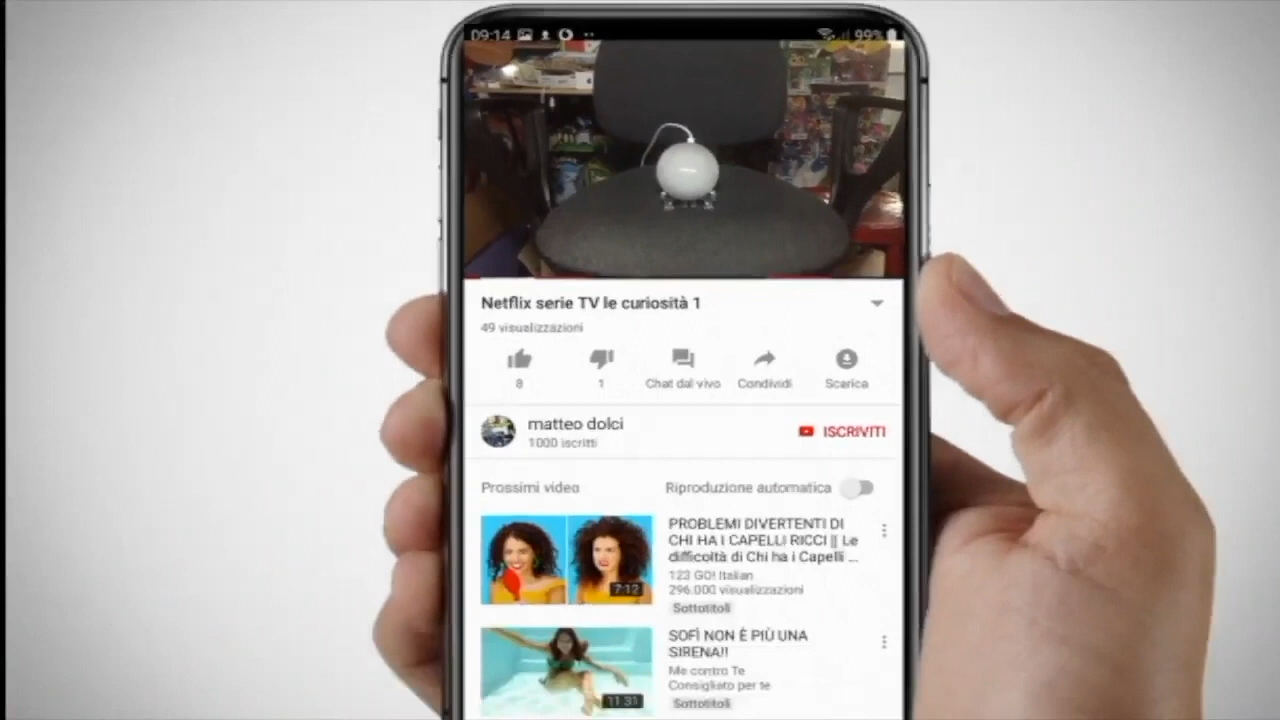 09:14
99%
Netflix serie TV le curiosità 1
49 visualizzazioni
8
1
Chat dal vivo
Condividi
Scarica
matteo dolci
1000 iscritti
ISCRIVITI
Prossimi video
Riproduzione automatica
7:12
PROBLEMI DIVERTENTI DI
CHI HA I CAPELLI RICCI || Le
difficoltà di Chi ha i Capelli ...
123 GO! Italian
296.000 visualizzazioni
Sottotitoli
11:31
SOFÌ NON È PIÙ UNA
SIRENA!!
Me contro Te
Consigliato per te
Sottotitoli